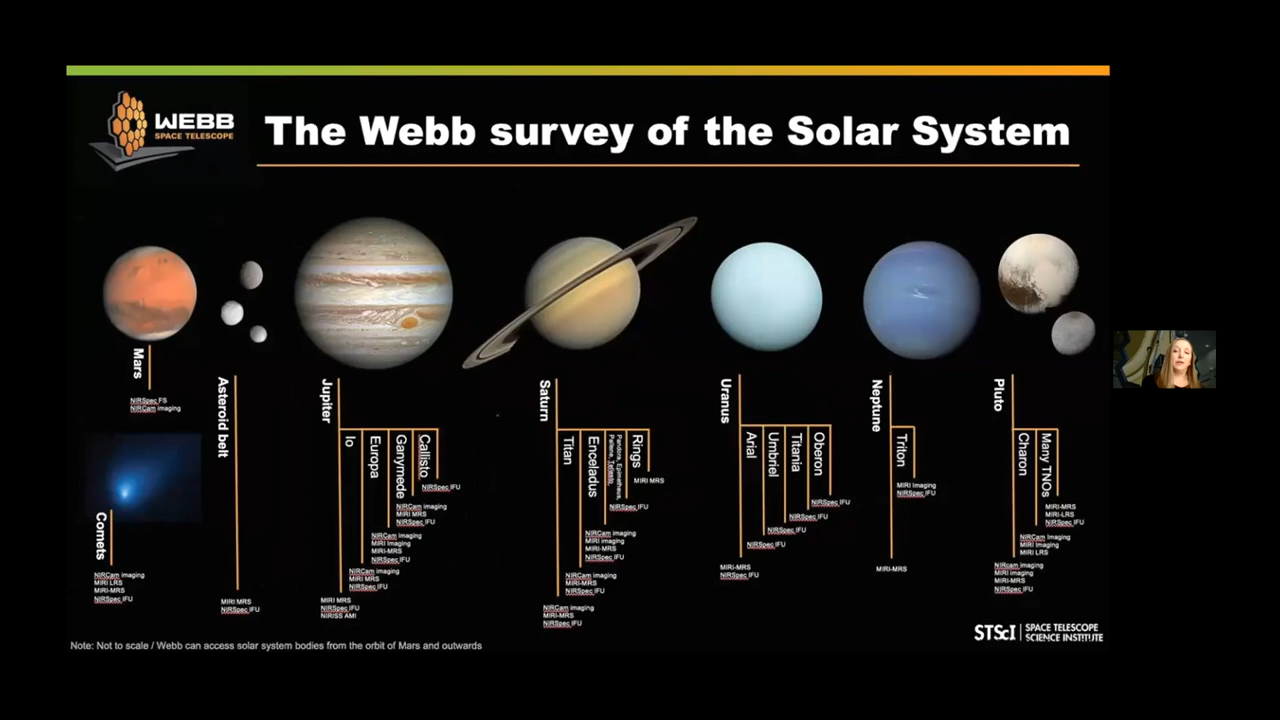 WEBB
SPACE TELESCOPE
The Webb survey of the Solar System
Mars
NIRSpec FS
NIRCam imaging
Comets
NIRCam imaging
MIRI LRS
MIRI-MRS
NIRSpec IFU
Asteroid belt
MIRI MRS
NIRSpec IFU
Jupiter
MIRI MRS
NIRSpec IFU
NIRISS AMI
Io
NIRCam imaging
MIRI MRS
NIRSpec IFU
Europa
NIRCam imaging
MIRI Imaging
MIRI-MRS
NIRSpec IFU
Ganymede
NIRCam imaging
MIRI MRS
NIRSpec IFU
Callisto
NIRSpec IFU
Saturn
NIRCam imaging
MIRI-MRS
NIRSpec IFU
Titan
NIRCam imaging
MIRI-MRS
NIRSpec IFU
Enceladus
NIRCam imaging
MIRI imaging
MIRI-MRS
NIRSpec IFU
Pandora, Epimetheus,
Pallene, Telesto
NIRSpec IFU
Rings
MIRI MRS
Uranus
MIRI-MRS
NIRSpec IFU
Arial
NIRSpec IFU
Umbriel
NIRSpec IFU
Titania
NIRSpec IFU
Oberon
NIRSpec IFU
Neptune
MIRI-MRS
Triton
MIRI Imaging
NIRSpec IFU
Pluto
NIRCam imaging
MIRI imaging
MIRI-MRS
NIRSpec IFU
Charon
NIRCam Imaging
MIRI Imaging
MIRI LRS
Many TNOs
MIRI-MRS
MIRI-LRS
NIRSpec IFU
STScI | SPACE TELESCOPE
SCIENCE INSTITUTE
Note: Not to scale / Webb can access solar system bodies from the orbit of Mars and outwards